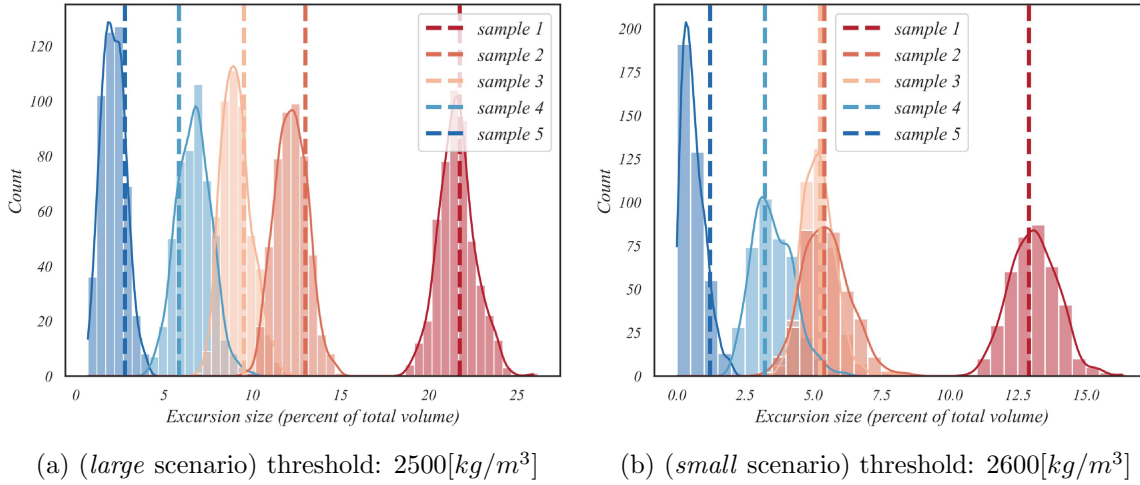 120
100
80
60
40
20
0
Count
0
5
10
15
20
25
Excursion size (percent of total volume)
sample 1
sample 2
sample 3
sample 4
sample 5
(a) (large scenario) threshold: 2500[kg/m³]
200
175
150
125
100
75
50
25
0
Count
0.0
2.5
5.0
7.5
10.0
12.5
15.0
Excursion size (percent of total volume)
sample 1
sample 2
sample 3
sample 4
sample 5
(b) (small scenario) threshold: 2600[kg/m³]